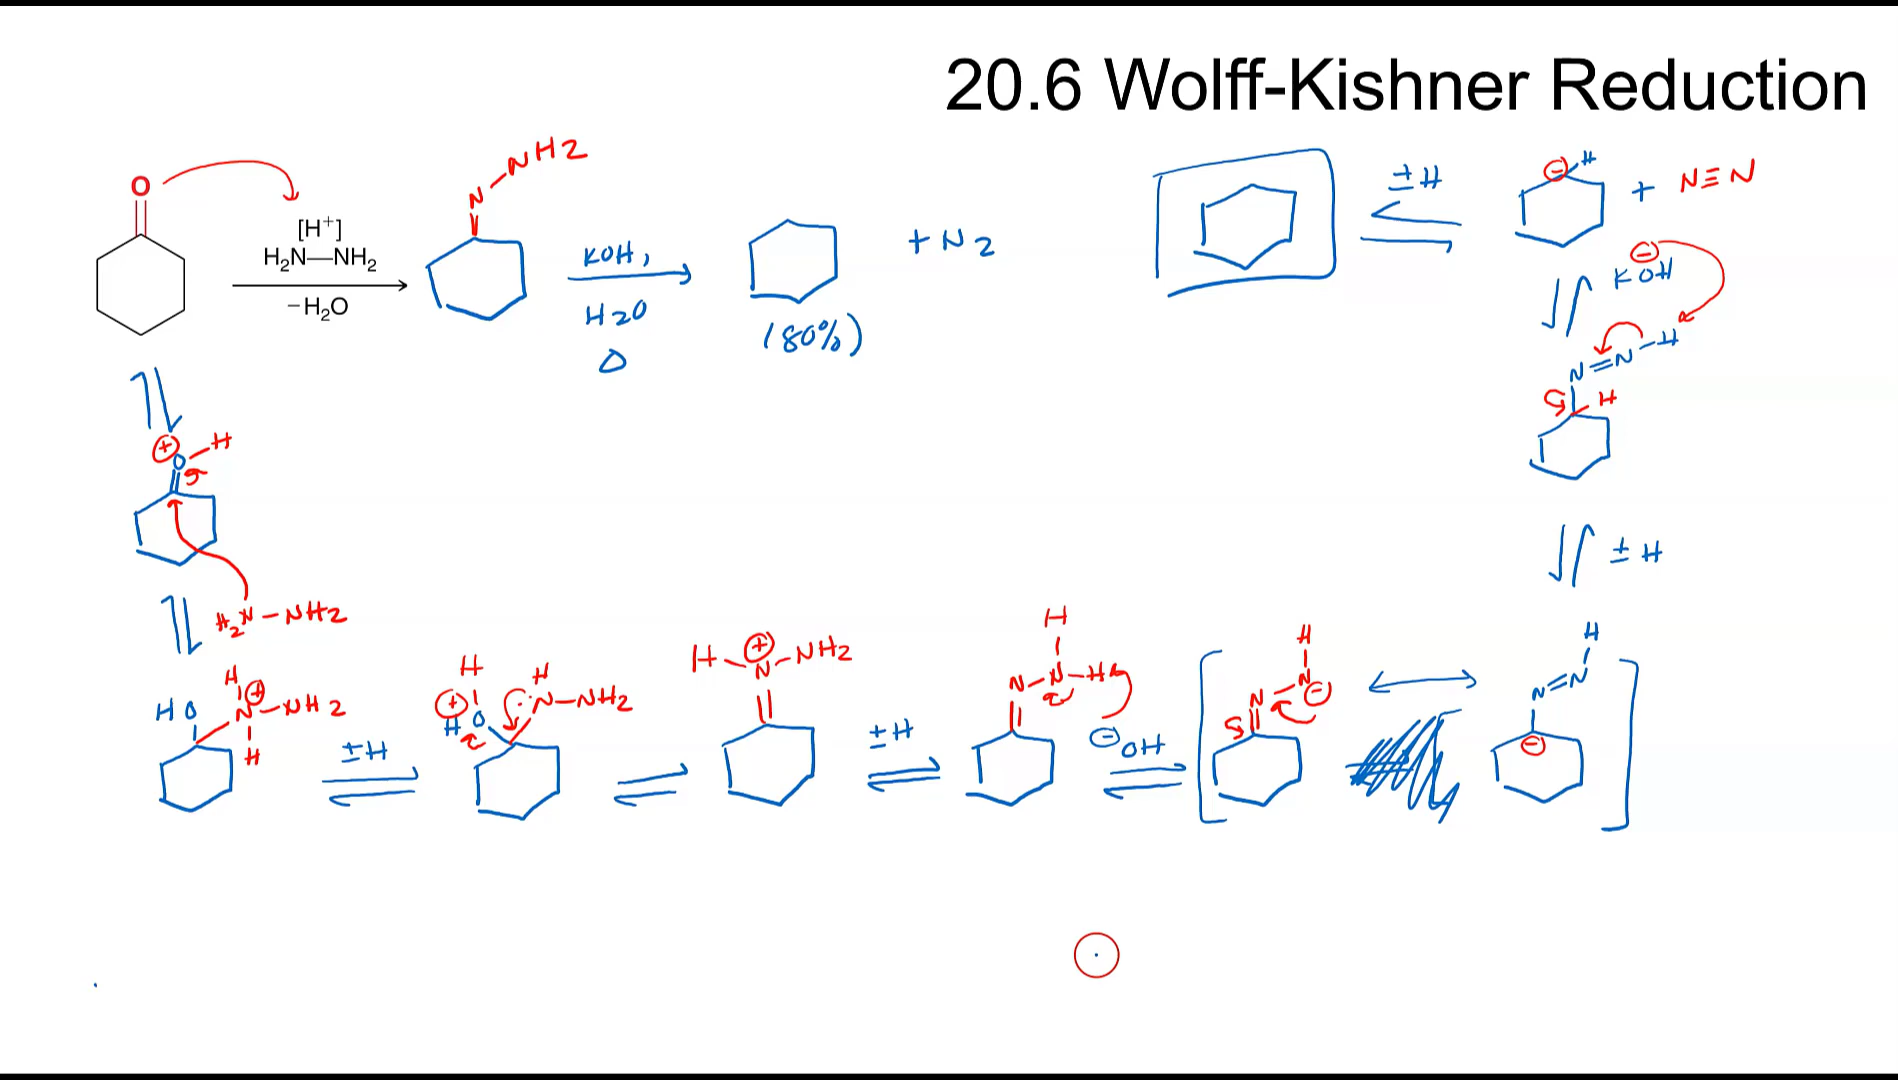 20.6 Wolff-Kishner Reduction
O
[H⁺]
H₂N—NH₂
−H₂O
N—NH2
KOH,
H2O
Δ
(80%)
+ N2
±H
⊖ H
+ N≡N
⊖
KOH
N=N—H
H
±H
⊕
O—H
H₂N—NH2
HO
H
⊕
N—NH2
H
±H
H
⊕
H O
H
:N—NH2
H—N—NH2
⊕
±H
H
N—N—H
⊖OH
H
N—N
⊖
H
N=N
⊖